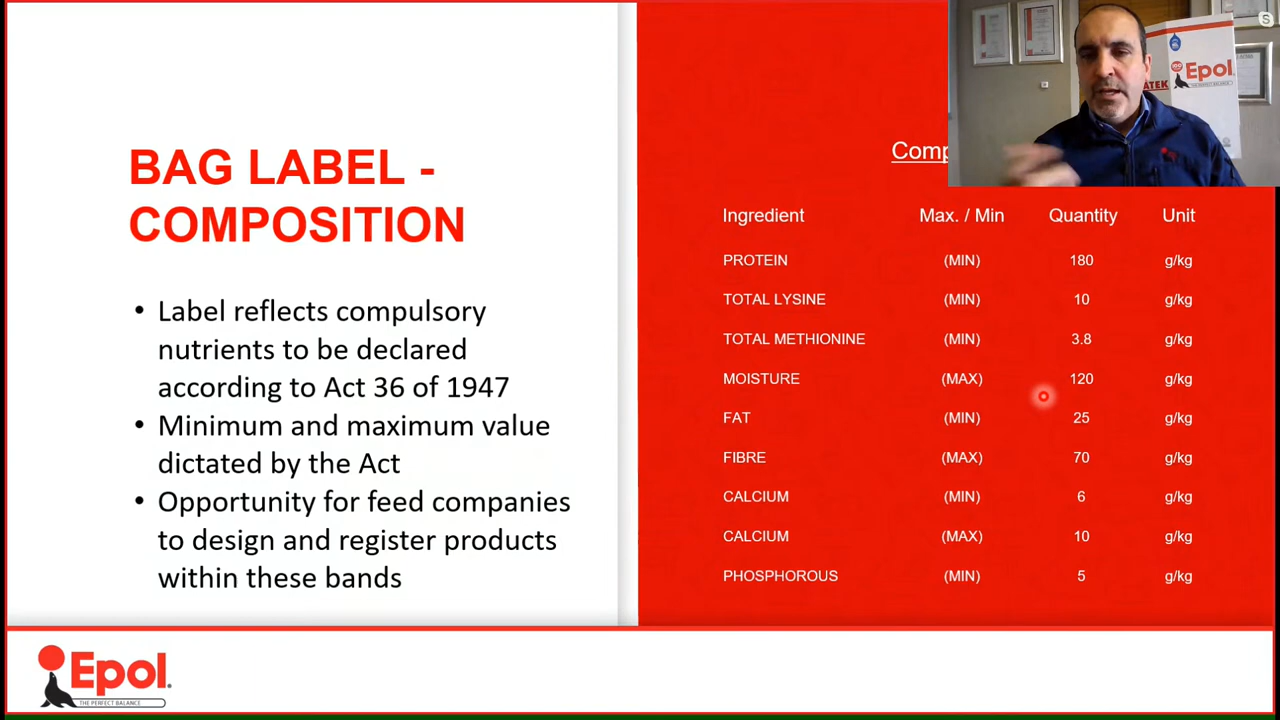 BAG LABEL -
COMPOSITION
• Label reflects compulsory
nutrients to be declared
according to Act 36 of 1947
• Minimum and maximum value
dictated by the Act
• Opportunity for feed companies
to design and register products
within these bands
Comp
Ingredient Max. / Min Quantity Unit
PROTEIN (MIN) 180 g/kg
TOTAL LYSINE (MIN) 10 g/kg
TOTAL METHIONINE (MIN) 3.8 g/kg
MOISTURE (MAX) 120 g/kg
FAT (MIN) 25 g/kg
FIBRE (MAX) 70 g/kg
CALCIUM (MIN) 6 g/kg
CALCIUM (MAX) 10 g/kg
PHOSPHOROUS (MIN) 5 g/kg
Epol
ATEK
THE PERFECT BALANCE
Epol.
THE PERFECT BALANCE